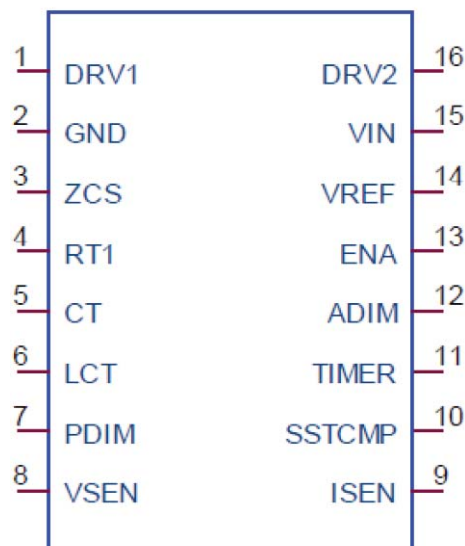 1 DRV1 DRV2 16
2 GND VIN 15
3 ZCS VREF 14
4 RT1 ENA 13
5 CT ADIM 12
6 LCT TIMER 11
7 PDIM SSTCMP 10
8 VSEN ISEN 9